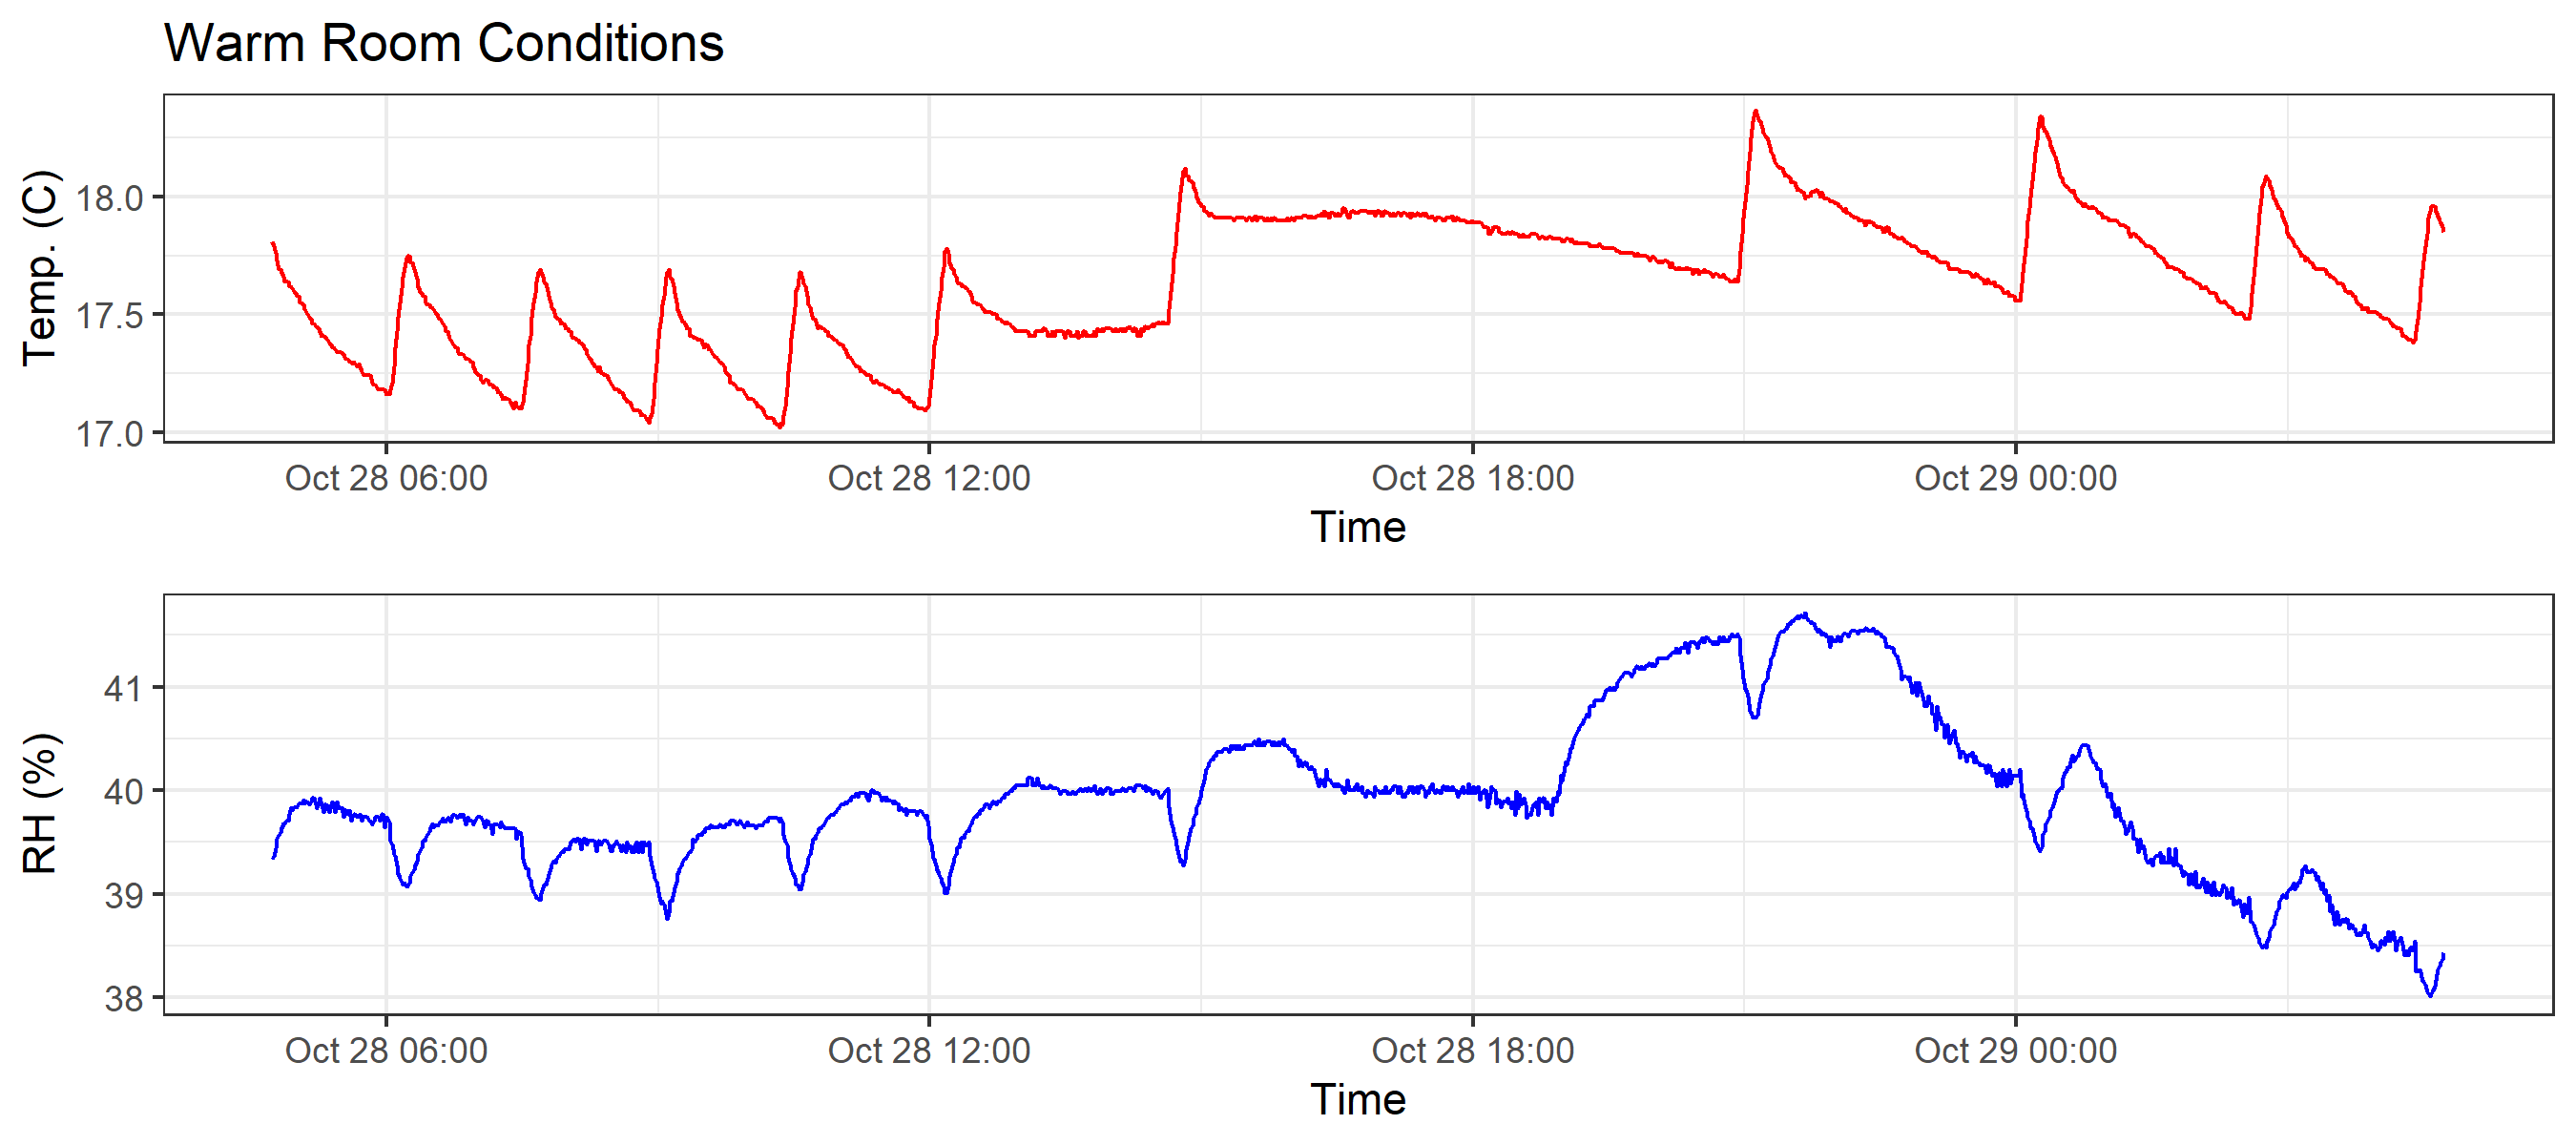 Warm Room Conditions
Temp. (C)
18.0
17.5
17.0
Oct 28 06:00 Oct 28 12:00 Oct 28 18:00 Oct 29 00:00
Time
RH (%)
41
40
39
38
Oct 28 06:00 Oct 28 12:00 Oct 28 18:00 Oct 29 00:00
Time